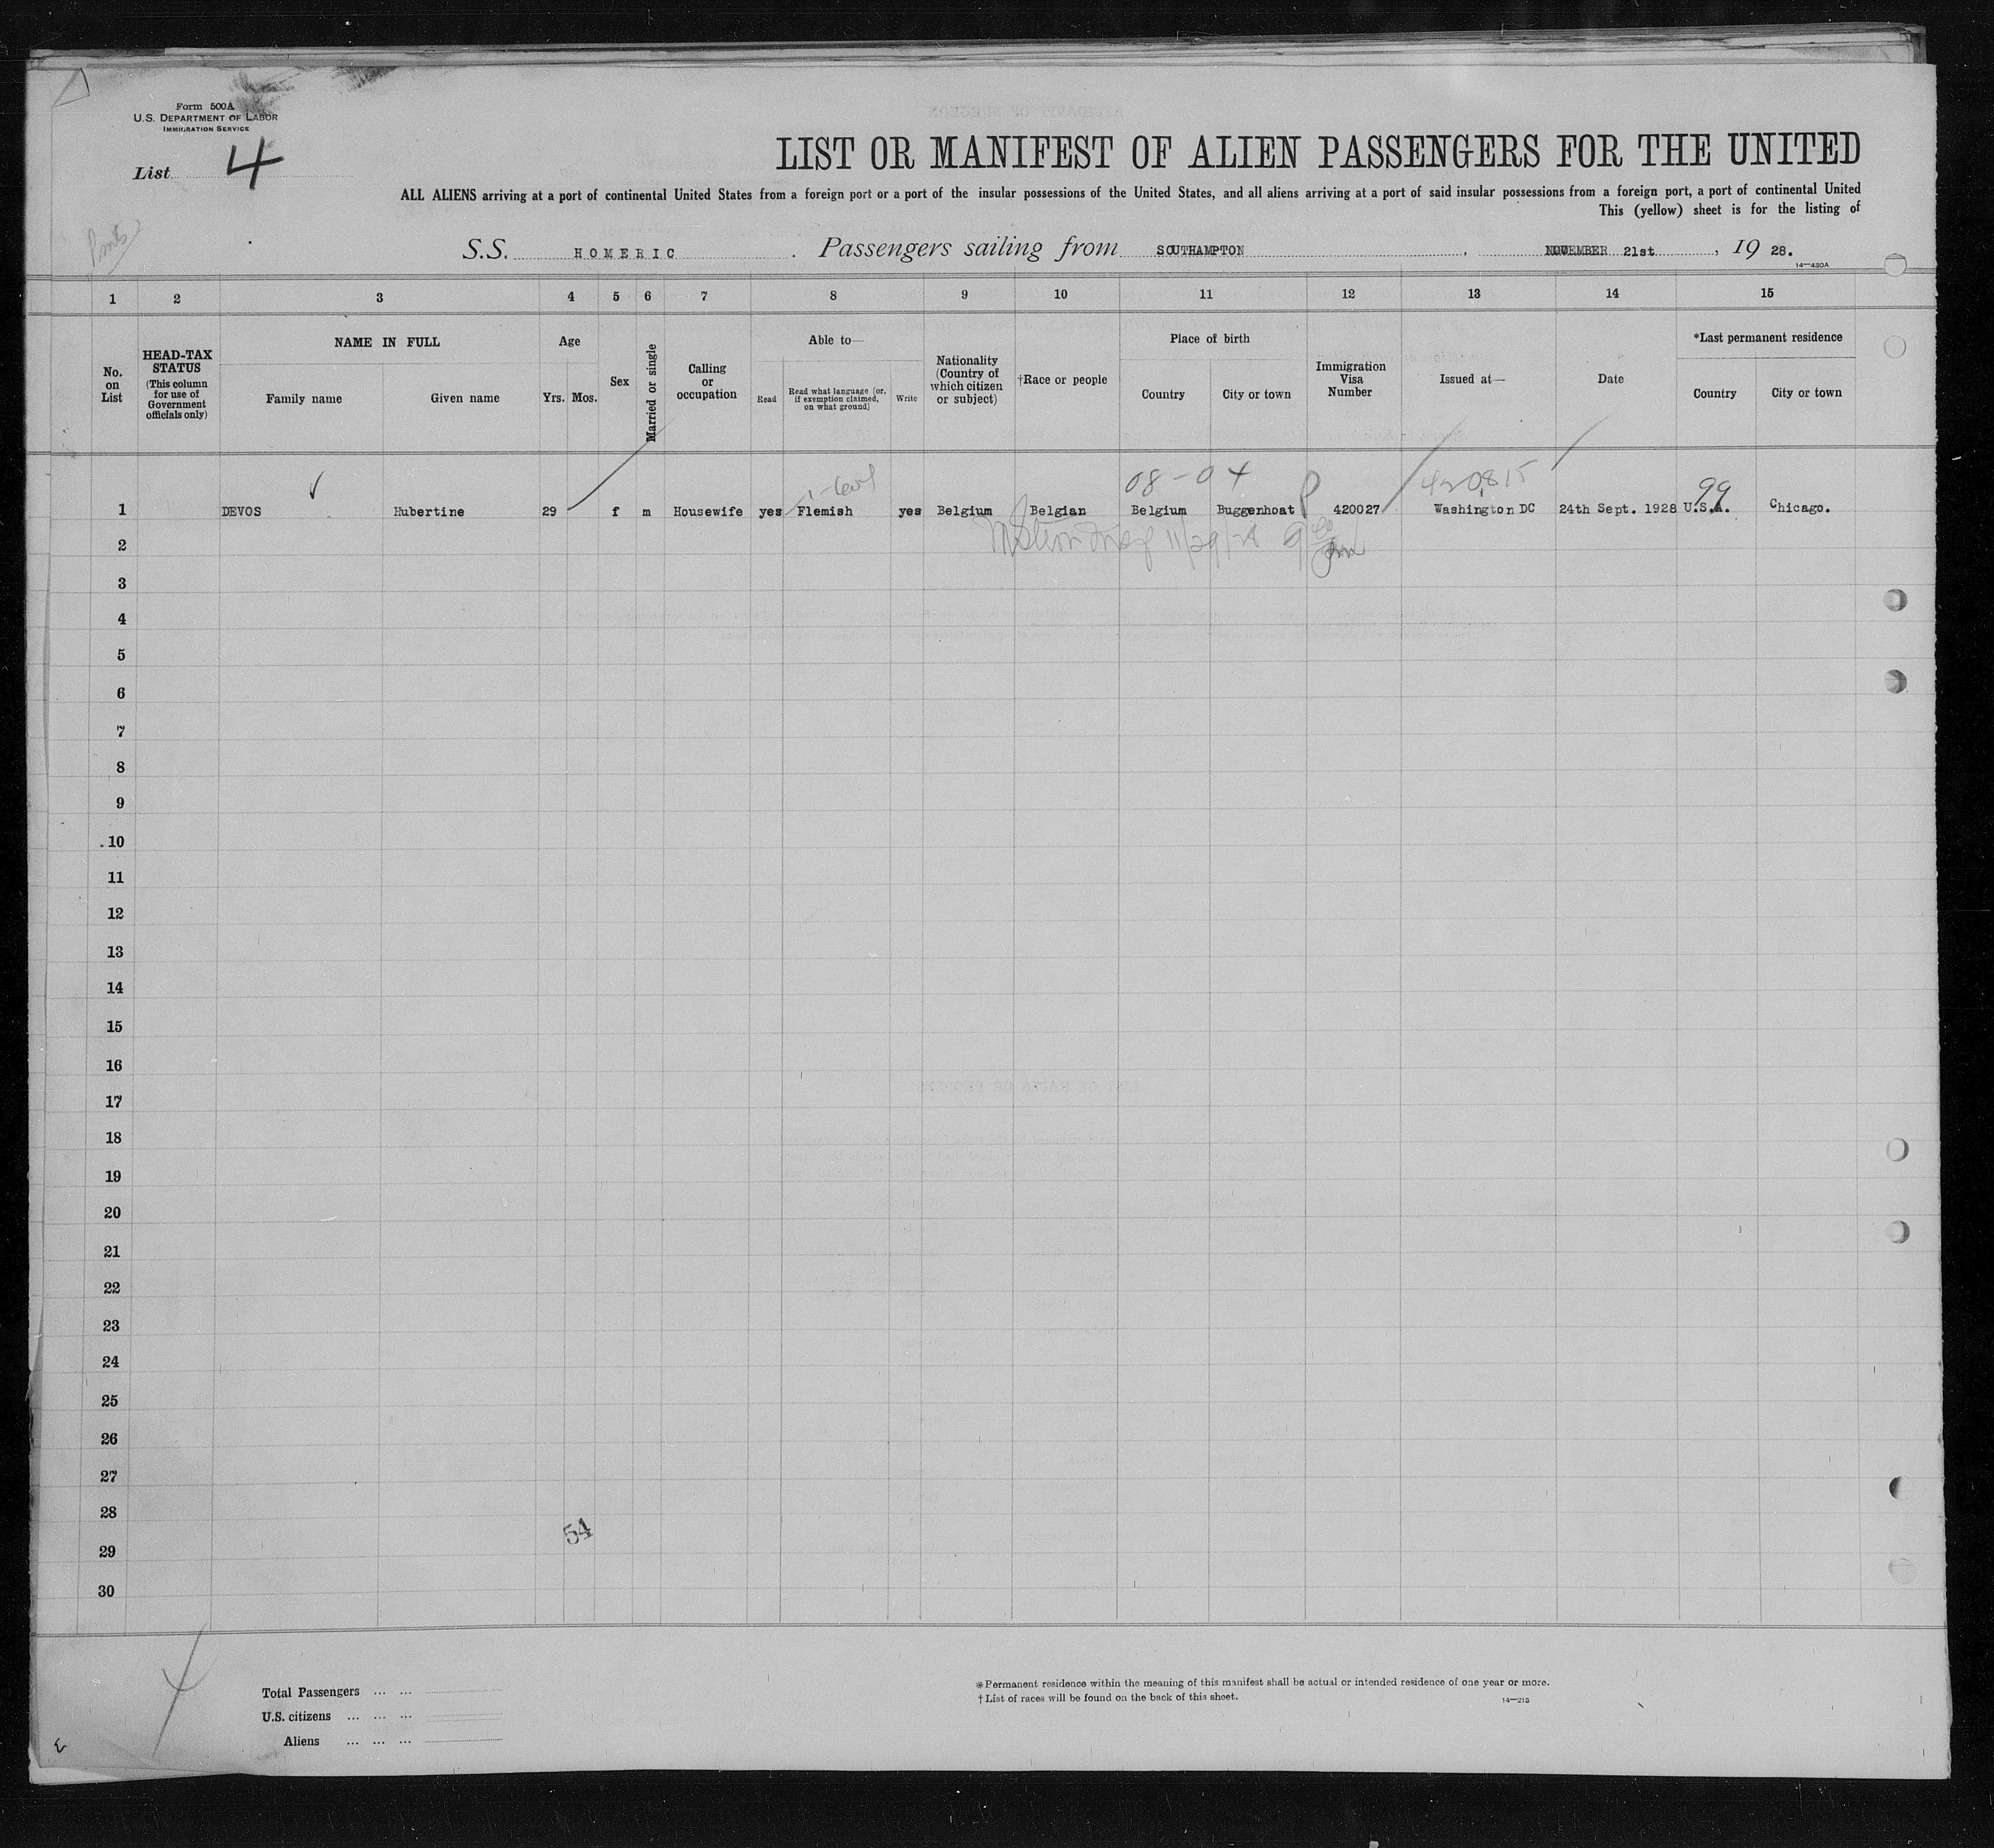 Form 500A
U.S. DEPARTMENT OF LABOR
IMMIGRATION SERVICE
List 4
LIST OR MANIFEST OF ALIEN PASSENGERS FOR THE UNITED
ALL ALIENS arriving at a port of continental United States from a foreign port or a port of the insular possessions of the United States, and all aliens arriving at a port of said insular possessions from a foreign port, a port of continental United
This (yellow) sheet is for the listing of
S.S. HOMERIC. Passengers sailing from SOUTHAMPTON, NOVEMBER 21st, 19 28.
14—430A
1 2 3 4 5 6 7 8 9 10 11 12 13 14 15
No. on List
HEAD-TAX STATUS (This column for use of Government officials only)
NAME IN FULL
Family name Given name
Age
Yrs. Mos.
Sex
Married or single
Calling or occupation
Able to—
Read
Read what language [or, if exemption claimed, on what ground]
Write
Nationality (Country of which citizen or subject)
†Race or people
Place of birth
Country City or town
Immigration Visa Number
Issued at—
Date
*Last permanent residence
Country City or town
08-04 420815 99
1 DEVOS Hubertine 29 f m Housewife yes Flemish yes Belgium Belgian Belgium Buggenhoat 420027 Washington DC 24th Sept. 1928 U.S.A. Chicago.
11/29/28
2
3
4
5
6
7
8
9
10
11
12
13
14
15
16
17
18
19
20
21
22
23
24
25
26
27
28
54
29
30
Total Passengers ... ...
U.S. citizens ... ... ...
Aliens ... ... ...
*Permanent residence within the meaning of this manifest shall be actual or intended residence of one year or more.
†List of races will be found on the back of this sheet.
14—213